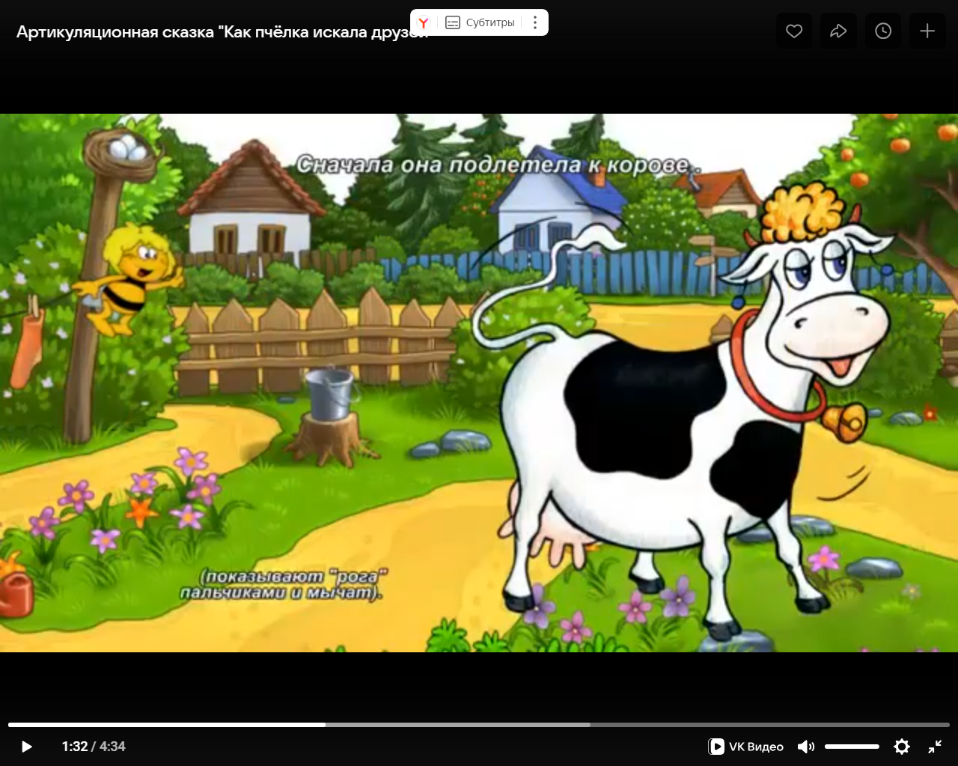 Артикуляционная сказка "Как пчёлка искала друзей"
Субтитры
Сначала она подлетела к корове.
(показывают "рога"
пальчиками и мычат).
1:32 / 4:34
VK Видео